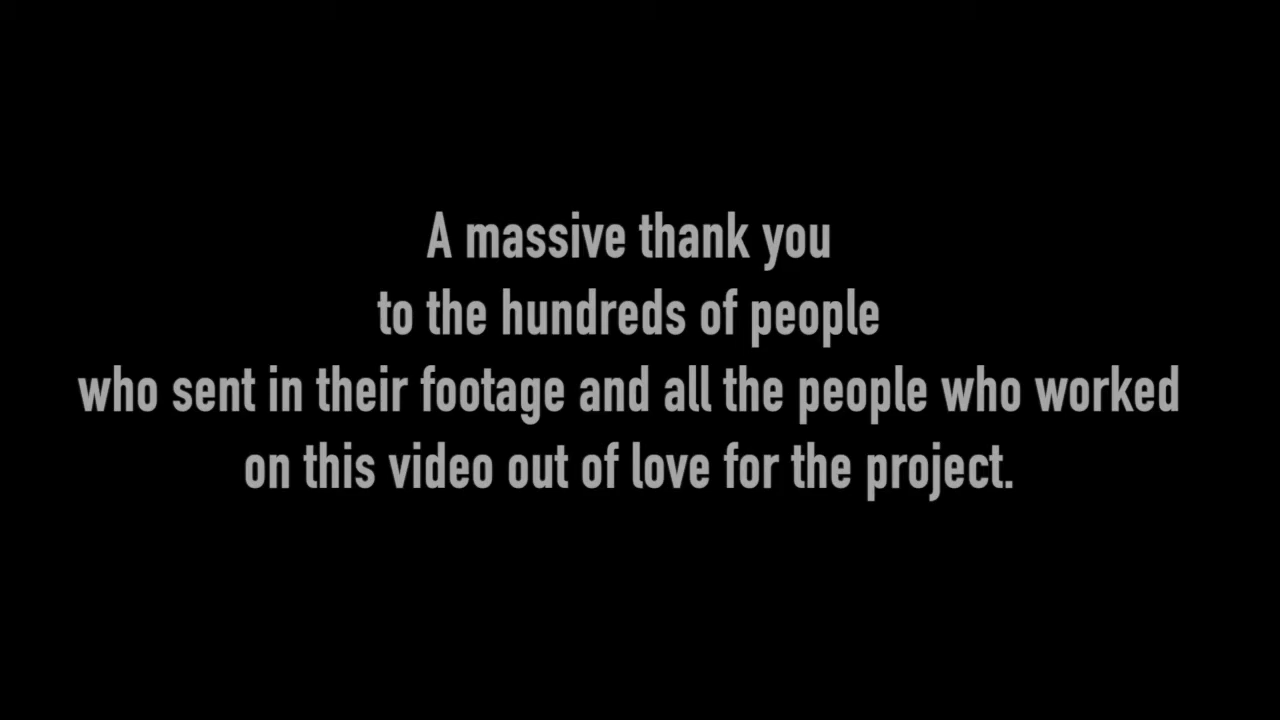 A massive thank you
to the hundreds of people
who sent in their footage and all the people who worked
on this video out of love for the project.